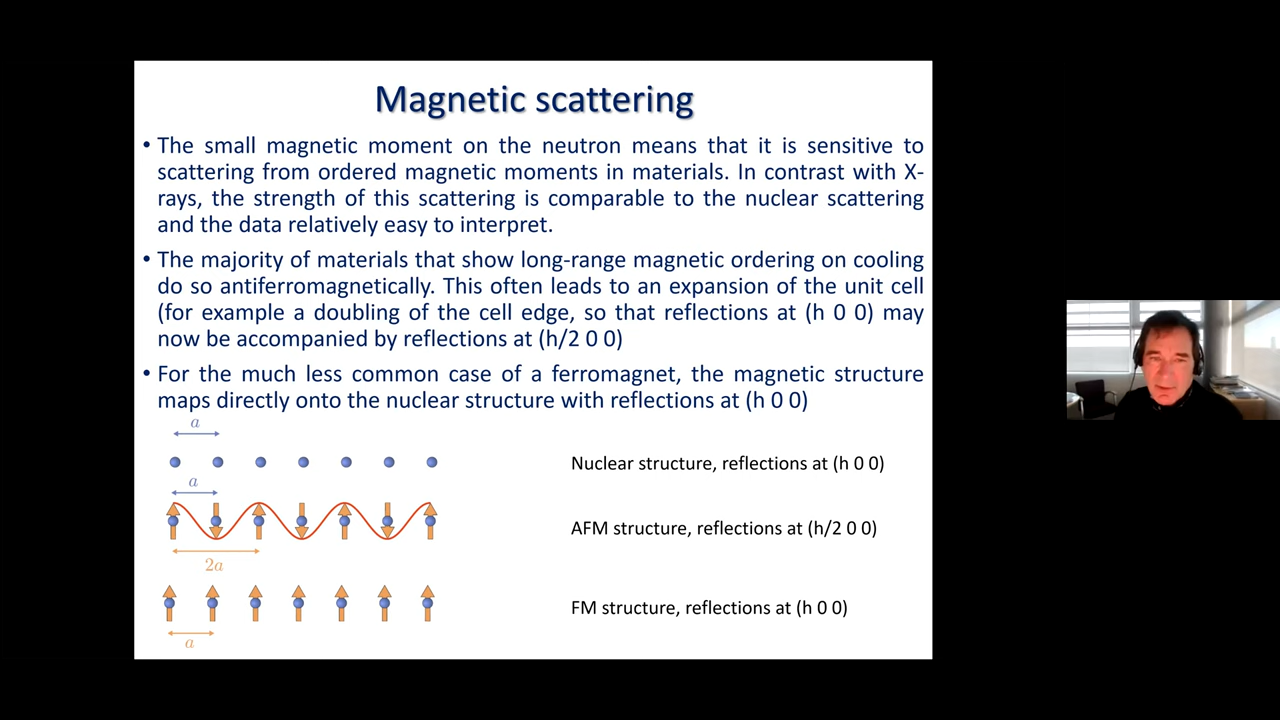 Magnetic scattering
• The small magnetic moment on the neutron means that it is sensitive to
scattering from ordered magnetic moments in materials. In contrast with X-
rays, the strength of this scattering is comparable to the nuclear scattering
and the data relatively easy to interpret.
• The majority of materials that show long-range magnetic ordering on cooling
do so antiferromagnetically. This often leads to an expansion of the unit cell
(for example a doubling of the cell edge, so that reflections at (h 0 0) may
now be accompanied by reflections at (h/2 0 0)
• For the much less common case of a ferromagnet, the magnetic structure
maps directly onto the nuclear structure with reflections at (h 0 0)
a
Nuclear structure, reflections at (h 0 0)
a
AFM structure, reflections at (h/2 0 0)
2a
FM structure, reflections at (h 0 0)
a